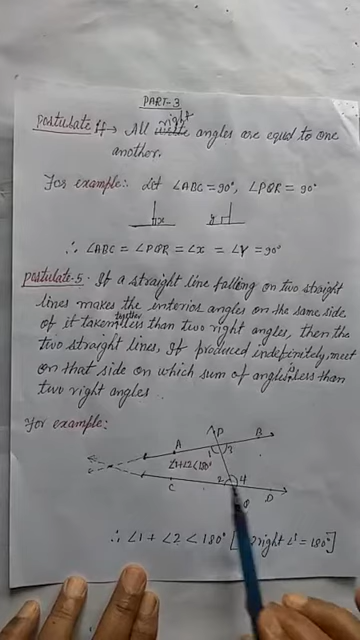 PART-3
right
Postulate 4 → All angles are equal to one
another.
For example:- Let ∠ABC = 90°, ∠PQR = 90°
x y
∴ ∠ABC = ∠PQR = ∠x = ∠y = 90°
Postulate-5. If a straight line falling on two straight
lines makes the interior angles on the same side
together
of it taken less than two right angles, then the
two straight lines, If produced indefinitely, meet
on that side on which sum of angles is less than
two right angles.
For example:
P B
A 1 3
∠1+∠2<180°
2 4
C D
Q
∴ ∠1 + ∠2 < 180° [ right ∠s = 180°]